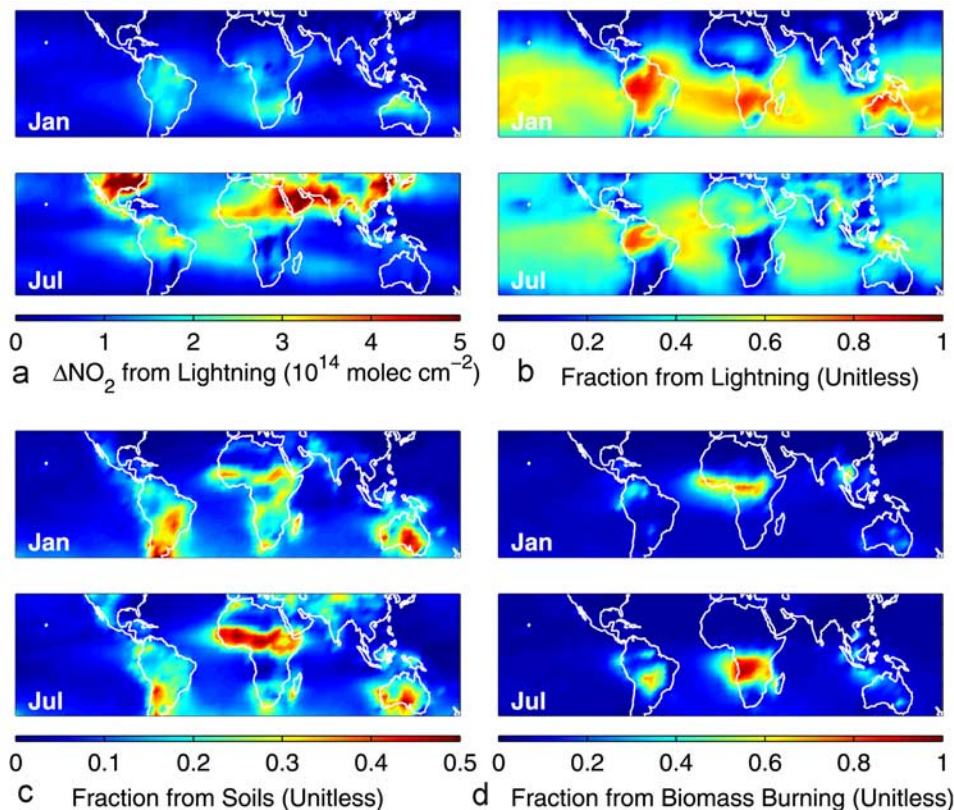 Jan
Jan
Jul
Jul
0 1 2 3 4 5
0 0.2 0.4 0.6 0.8 1
a ΔNO₂ from Lightning (10¹⁴ molec cm⁻²)
b Fraction from Lightning (Unitless)
Jan
Jan
Jul
Jul
0 0.1 0.2 0.3 0.4 0.5
0 0.2 0.4 0.6 0.8 1
c Fraction from Soils (Unitless)
d Fraction from Biomass Burning (Unitless)